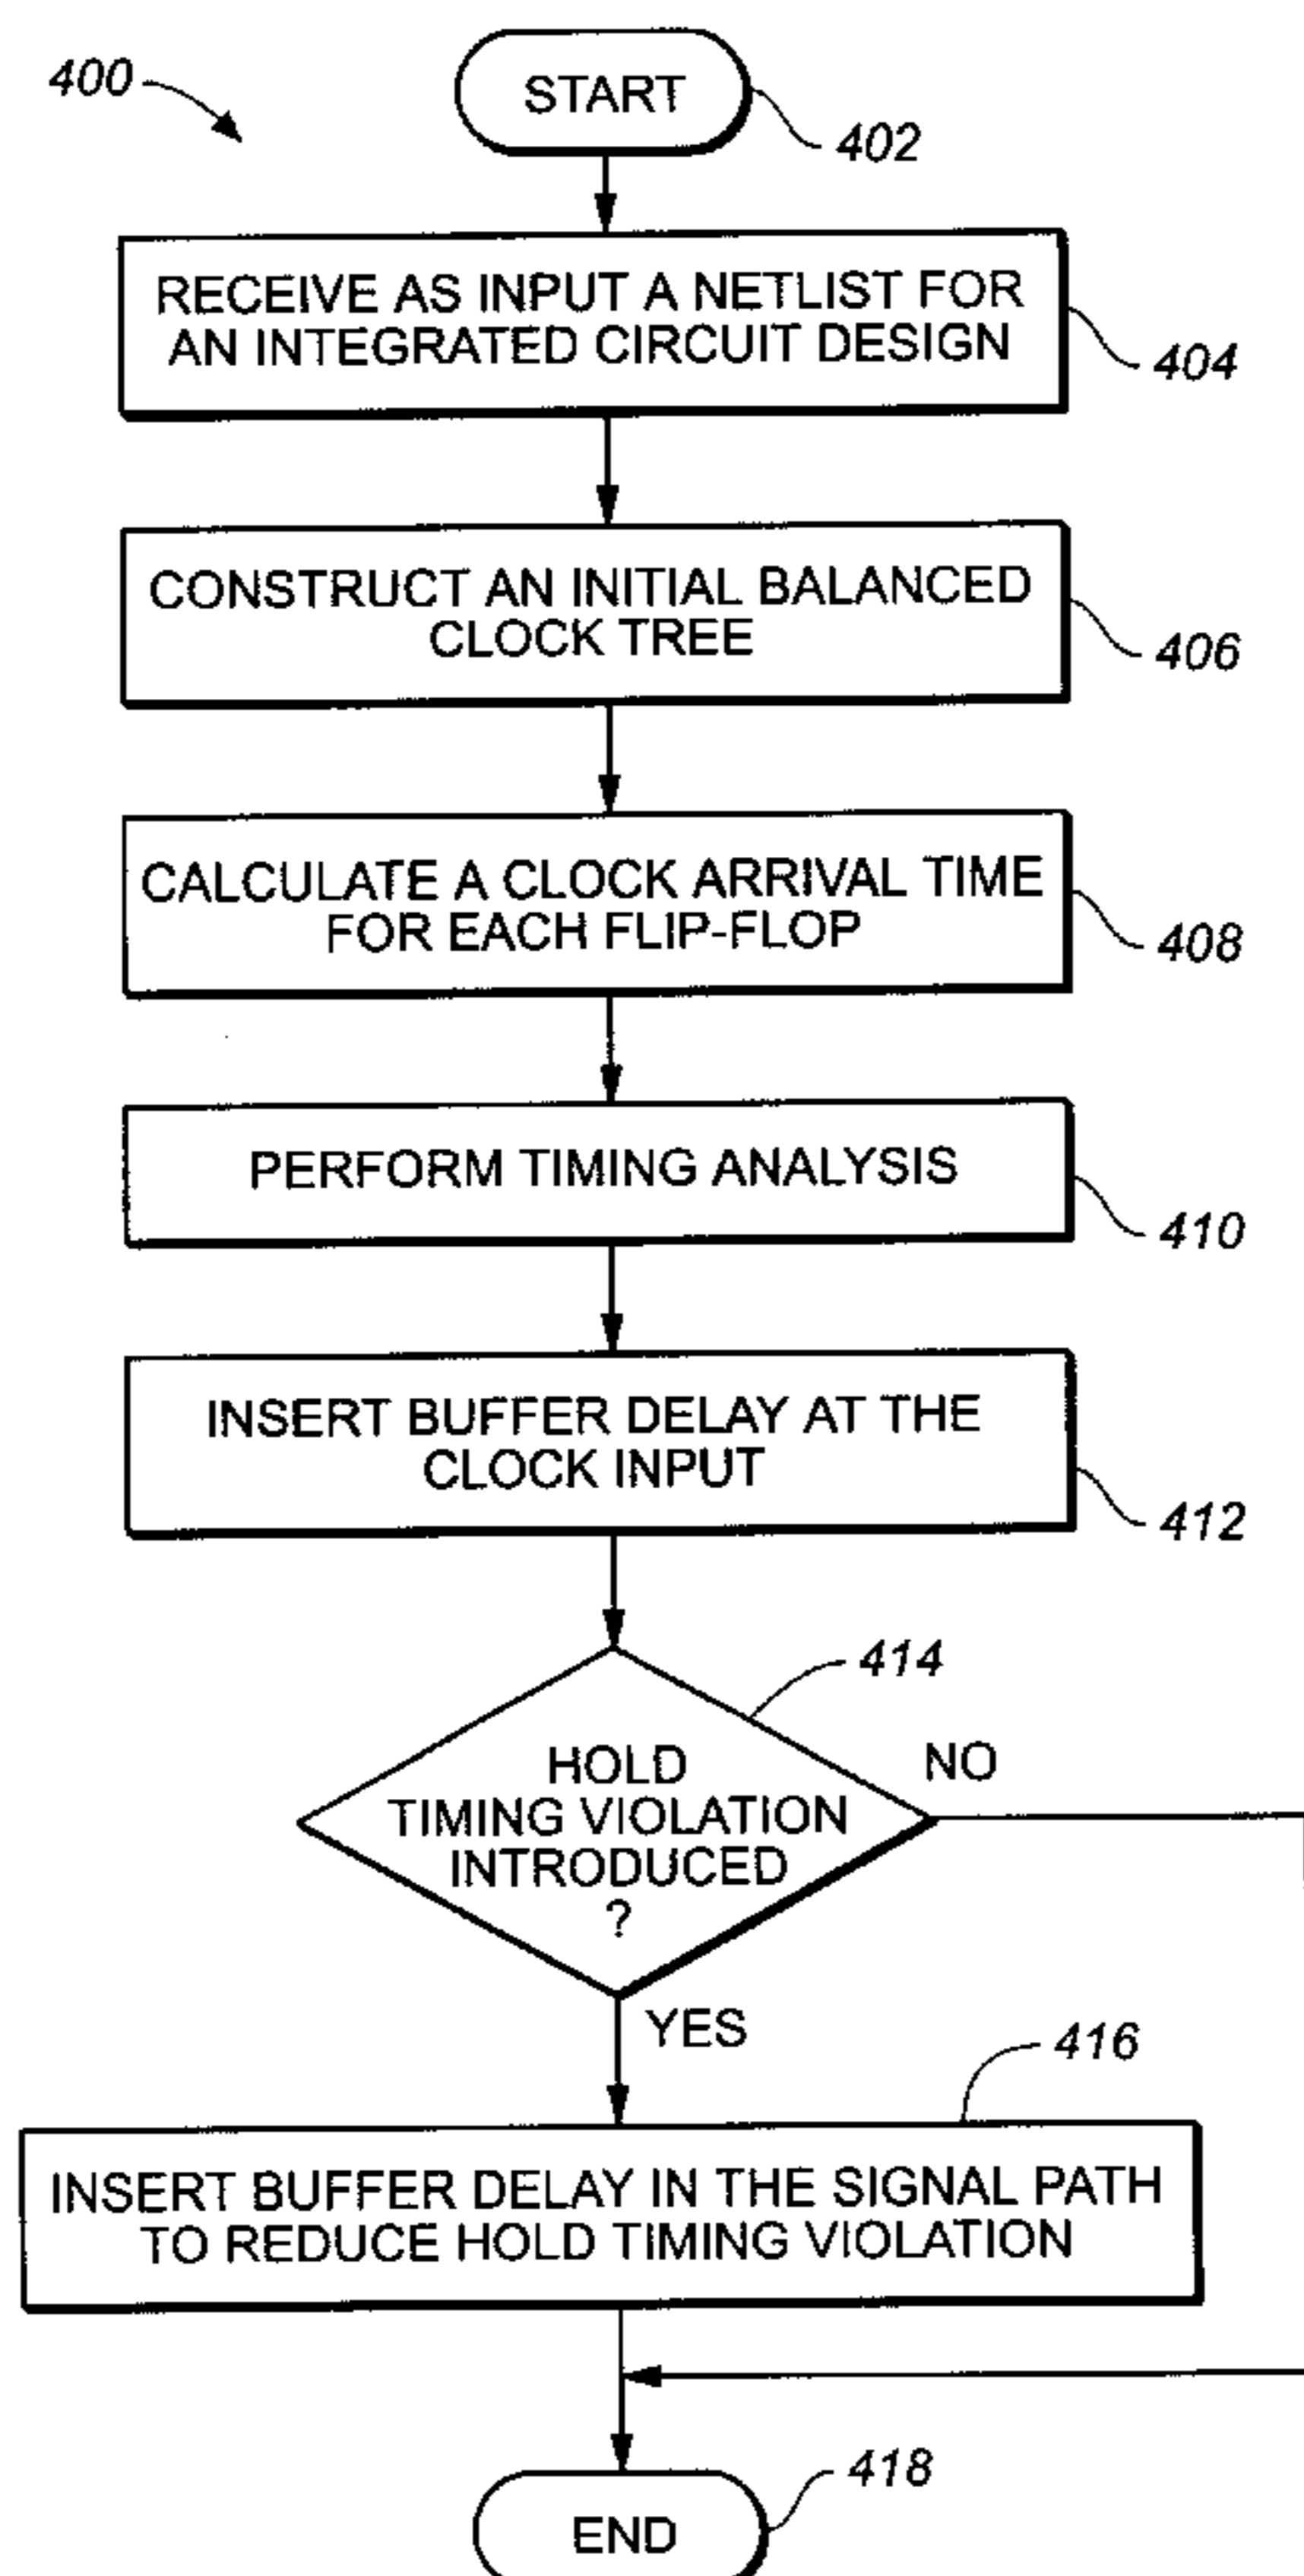 400
START
402
RECEIVE AS INPUT A NETLIST FOR
AN INTEGRATED CIRCUIT DESIGN
404
CONSTRUCT AN INITIAL BALANCED
CLOCK TREE
406
CALCULATE A CLOCK ARRIVAL TIME
FOR EACH FLIP-FLOP
408
PERFORM TIMING ANALYSIS
410
INSERT BUFFER DELAY AT THE
CLOCK INPUT
412
414
HOLD
TIMING VIOLATION
INTRODUCED
?
NO
YES
416
INSERT BUFFER DELAY IN THE SIGNAL PATH
TO REDUCE HOLD TIMING VIOLATION
418
END